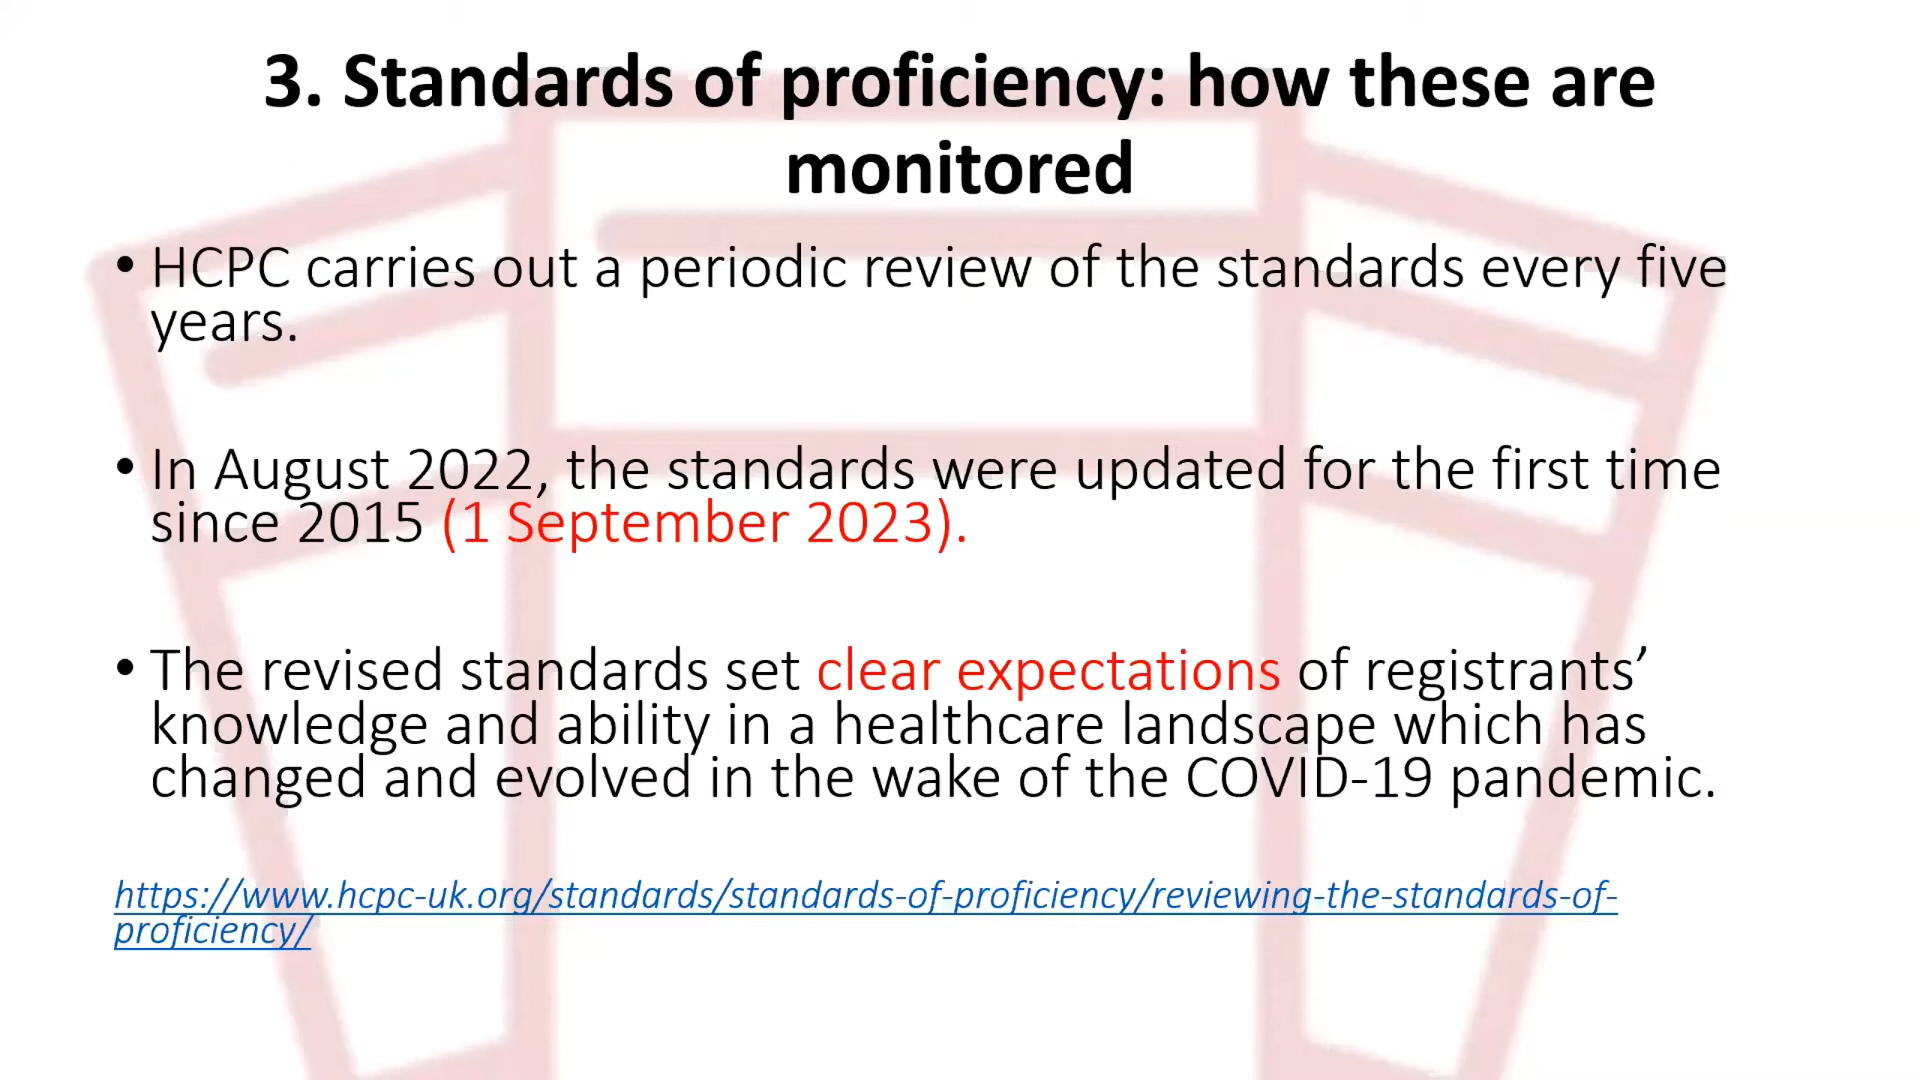 3. Standards of proficiency: how these are
monitored
• HCPC carries out a periodic review of the standards every five
years.
• In August 2022, the standards were updated for the first time
since 2015 (1 September 2023).
• The revised standards set clear expectations of registrants’
knowledge and ability in a healthcare landscape which has
changed and evolved in the wake of the COVID-19 pandemic.
https://www.hcpc-uk.org/standards/standards-of-proficiency/reviewing-the-standards-of-
proficiency/